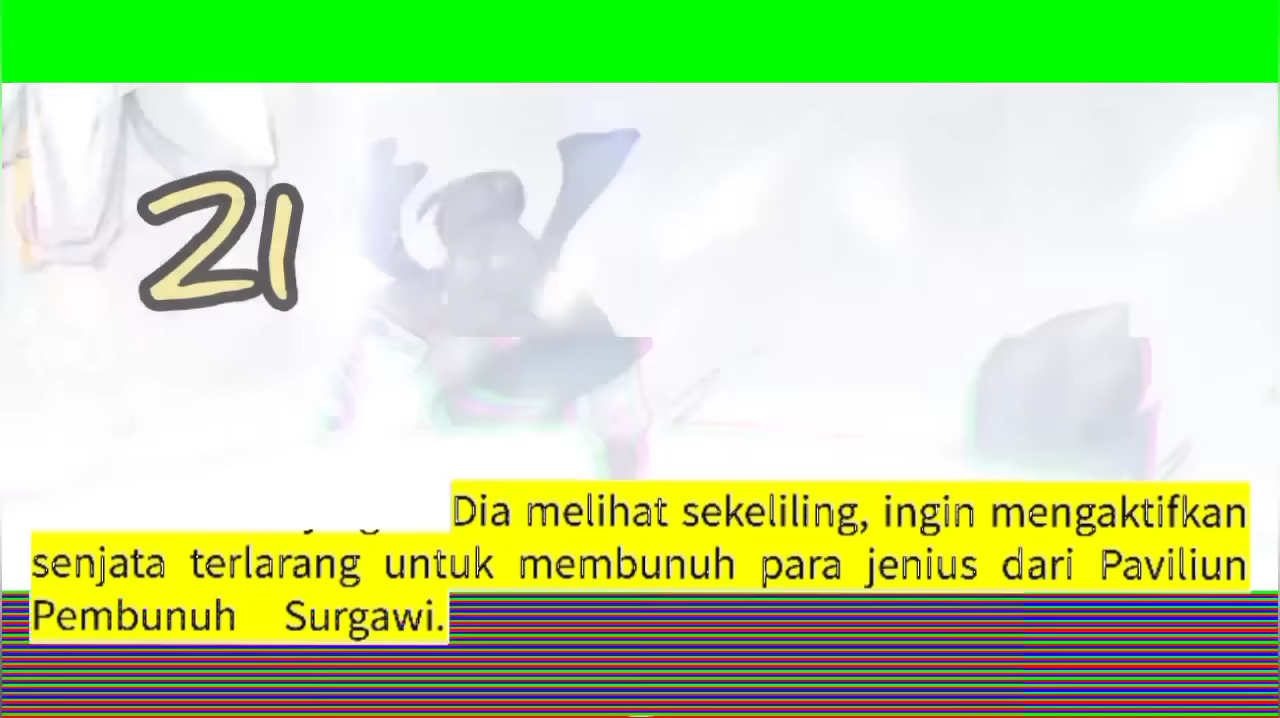 21
Dia melihat sekeliling, ingin mengaktifkan
senjata terlarang untuk membunuh para jenius dari Paviliun
Pembunuh Surgawi.